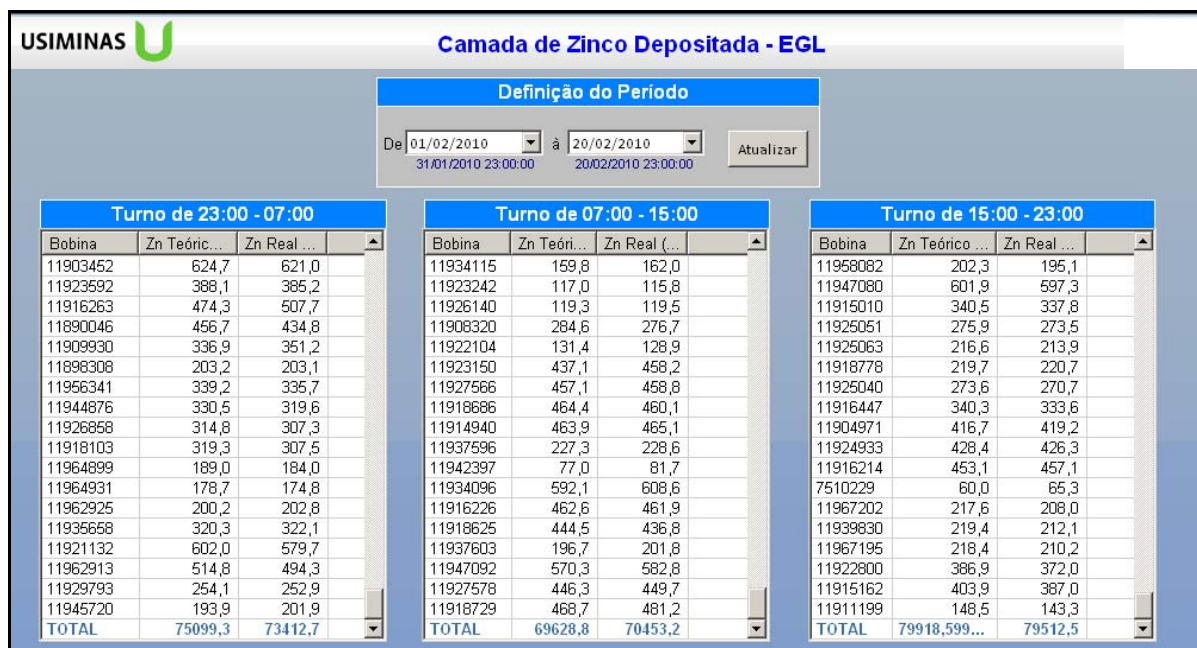 USIMINAS
Camada de Zinco Depositada - EGL
Definição do Período
De 01/02/2010 à 20/02/2010 Atualizar
31/01/2010 23:00:00 20/02/2010 23:00:00
Turno de 23:00 - 07:00
Bobina Zn Teóric... Zn Real ...
11903452 624,7 621,0
11923592 388,1 385,2
11916263 474,3 507,7
11890046 456,7 434,8
11909930 336,9 351,2
11898308 203,2 203,1
11956341 339,2 335,7
11944876 330,5 319,6
11926858 314,8 307,3
11918103 319,3 307,5
11964899 189,0 184,0
11964931 178,7 174,8
11962925 200,2 202,8
11935658 320,3 322,1
11921132 602,0 579,7
11962913 514,8 494,3
11929793 254,1 252,9
11945720 193,9 201,9
TOTAL 75099,3 73412,7
Turno de 07:00 - 15:00
Bobina Zn Teóri... Zn Real (...
11934115 159,8 162,0
11923242 117,0 115,8
11926140 119,3 119,5
11908320 284,6 276,7
11922104 131,4 128,9
11923150 437,1 458,2
11927566 457,1 458,8
11918686 464,4 460,1
11914940 463,9 465,1
11937596 227,3 228,6
11942397 77,0 81,7
11934096 592,1 608,6
11916226 462,6 461,9
11918625 444,5 436,8
11937603 196,7 201,8
11947092 570,3 582,8
11927578 446,3 449,7
11918729 468,7 481,2
TOTAL 69628,8 70453,2
Turno de 15:00 - 23:00
Bobina Zn Teórico ... Zn Real ...
11958082 202,3 195,1
11947080 601,9 597,3
11915010 340,5 337,8
11925051 275,9 273,5
11925063 216,6 213,9
11918778 219,7 220,7
11925040 273,6 270,7
11916447 340,3 333,6
11904971 416,7 419,2
11924933 428,4 426,3
11916214 453,1 457,1
7510229 60,0 65,3
11967202 217,6 208,0
11939830 219,4 212,1
11967195 218,4 210,2
11922800 386,9 372,0
11915162 403,9 387,0
11911199 148,5 143,3
TOTAL 79918,599... 79512,5